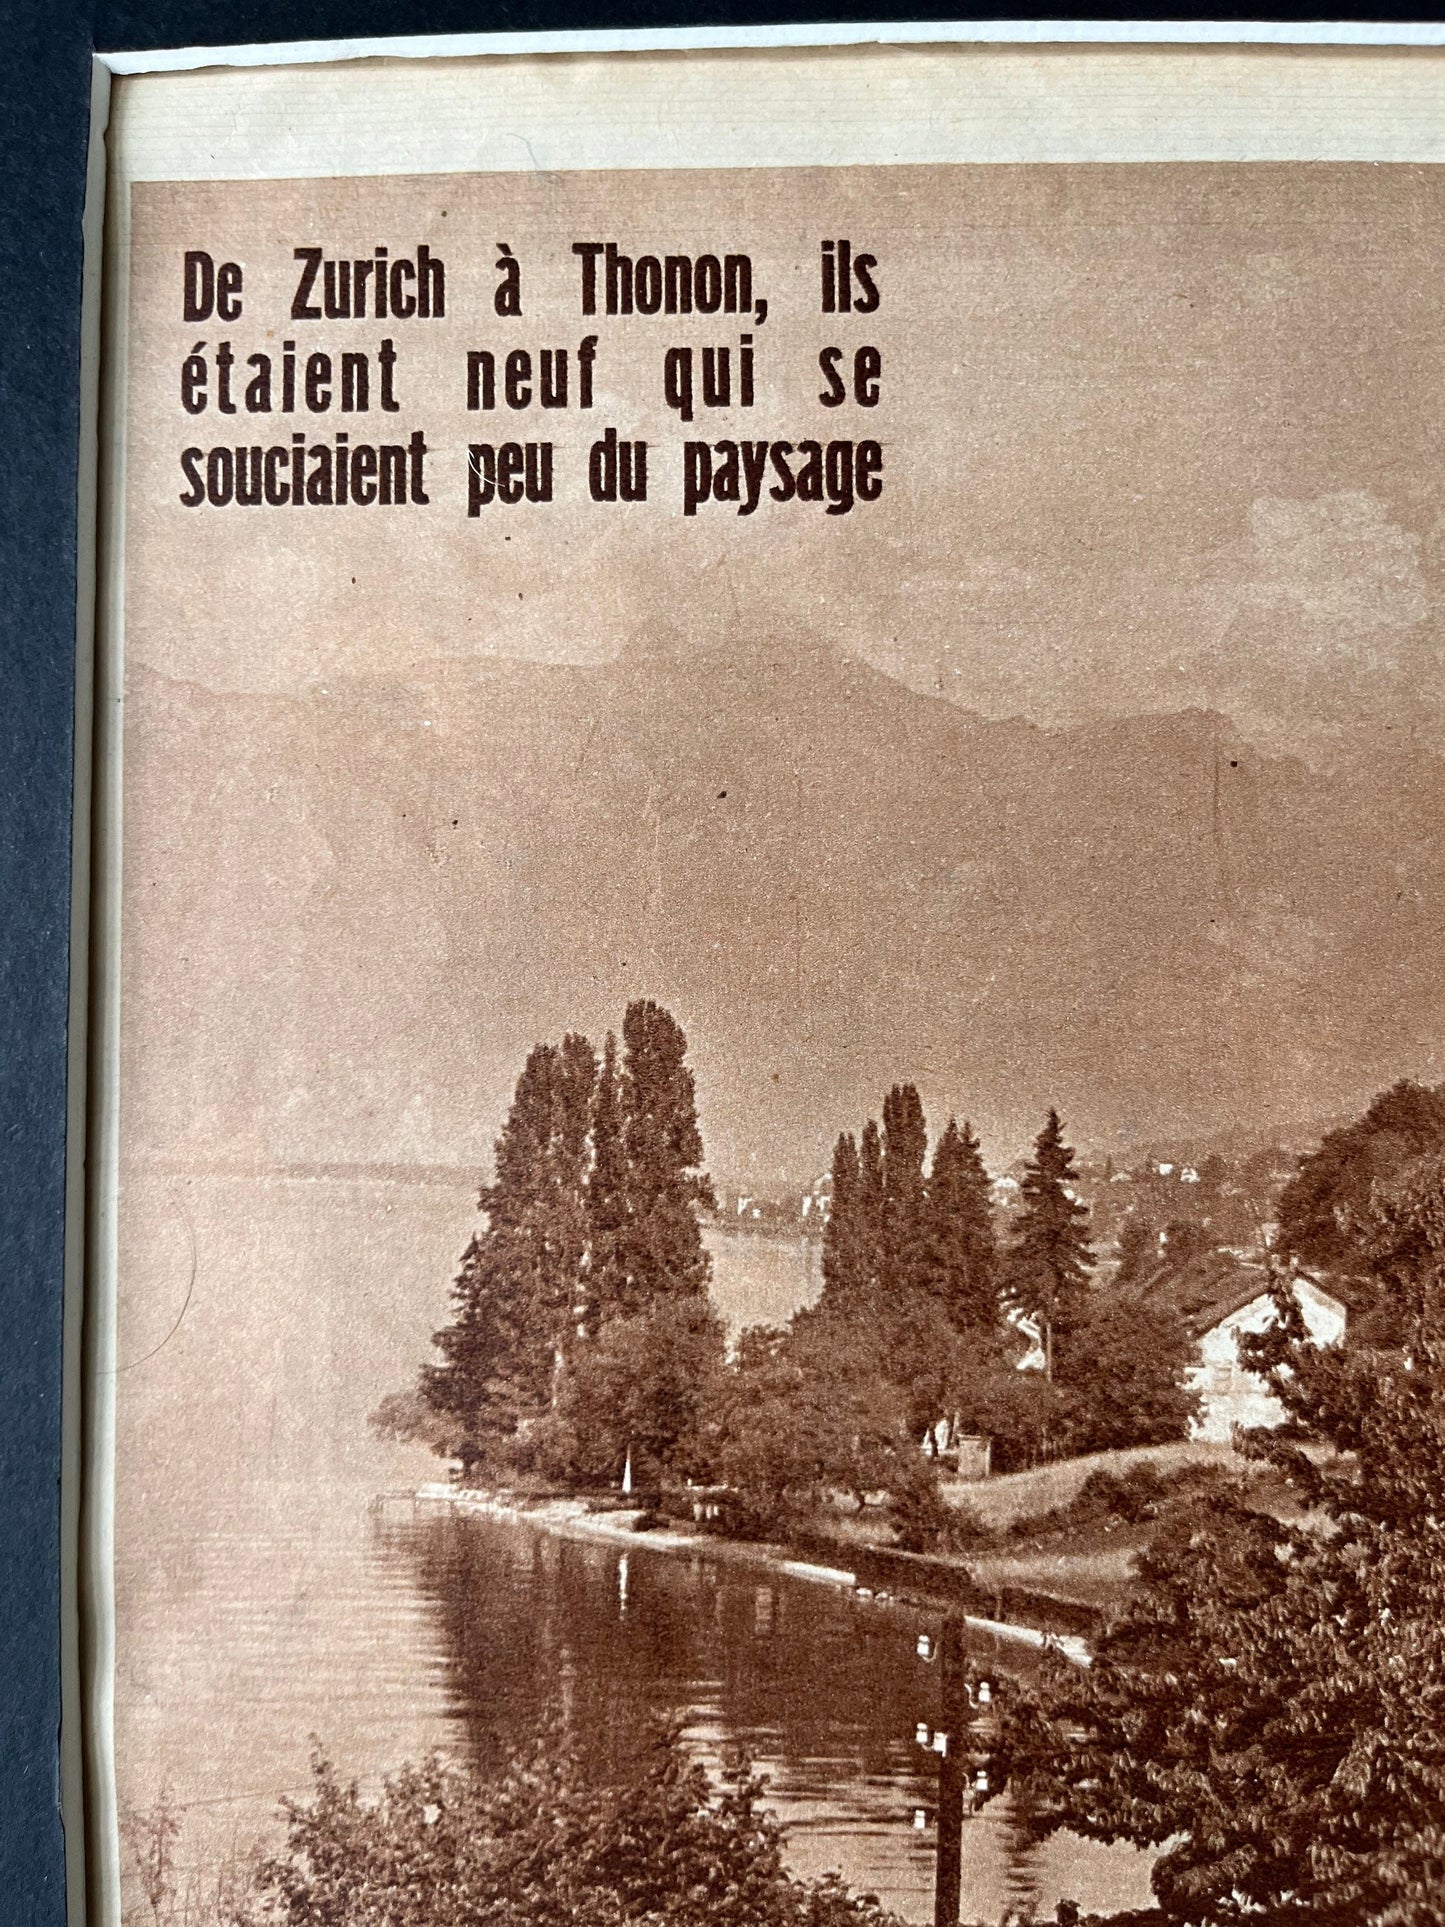 De Zurich à Thonon, ils
étaient neuf qui se
souciaient peu du paysage